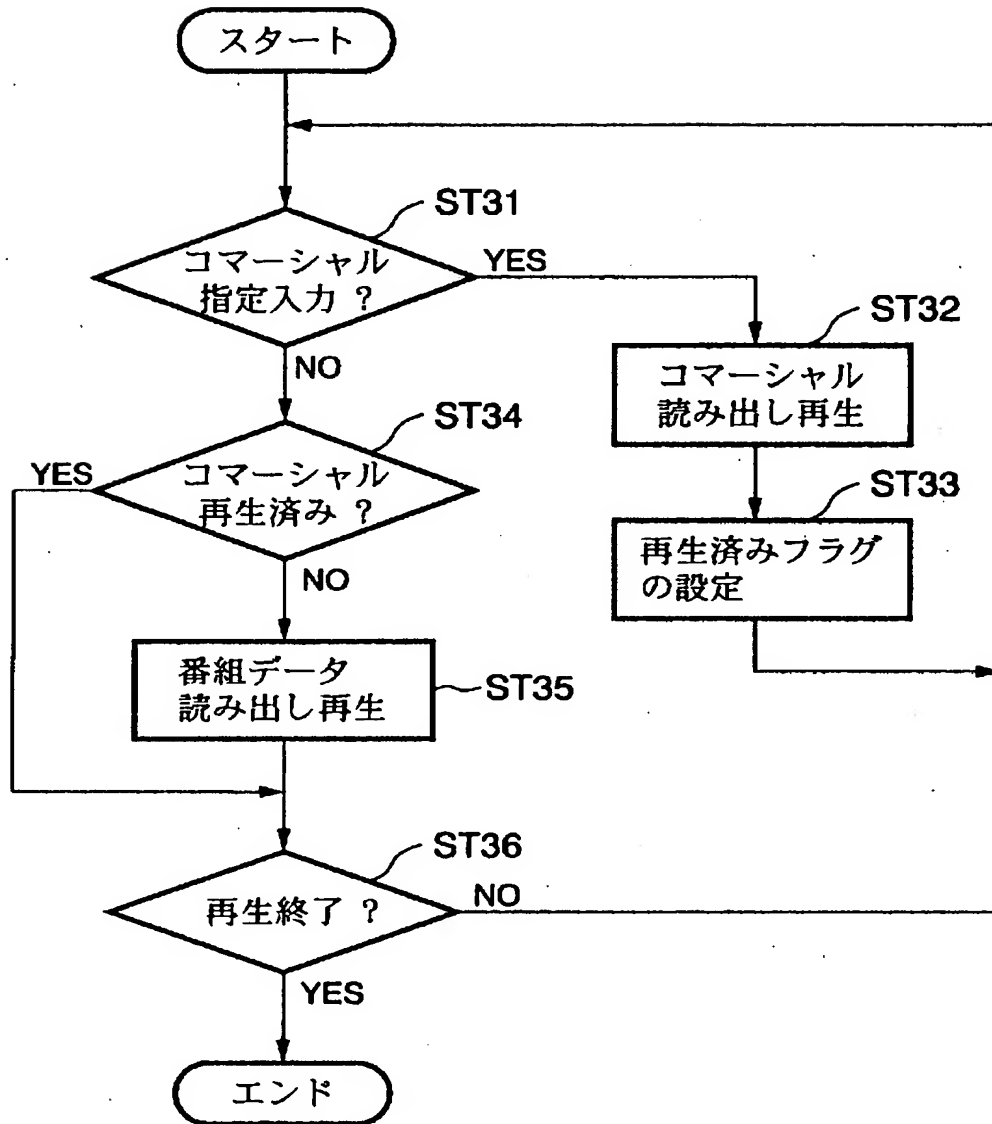 スタート
ST31
コマーシャル
指定入力 ?
YES
NO
ST32
コマーシャル
読み出し再生
ST33
再生済みフラグ
の設定
ST34
コマーシャル
再生済み ?
YES
NO
番組データ
読み出し再生
ST35
ST36
再生終了 ?
NO
YES
エンド